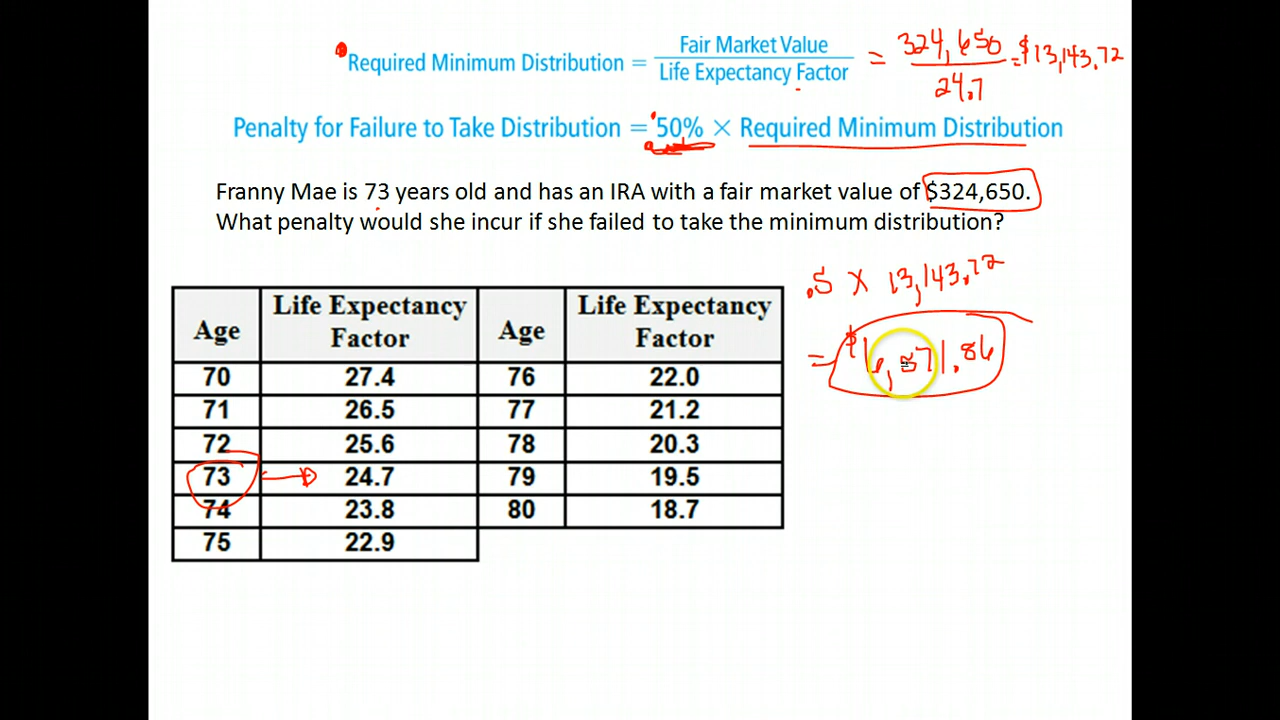 Required Minimum Distribution = Fair Market Value / Life Expectancy Factor = 324,650 / 24.7 = $13,143.72
Penalty for Failure to Take Distribution = 50% × Required Minimum Distribution
Franny Mae is 73 years old and has an IRA with a fair market value of $324,650.
What penalty would she incur if she failed to take the minimum distribution?
.5 X 13,143.72
= $6,571.86
Age Life Expectancy Factor Age Life Expectancy Factor
70 27.4 76 22.0
71 26.5 77 21.2
72 25.6 78 20.3
73 24.7 79 19.5
74 23.8 80 18.7
75 22.9